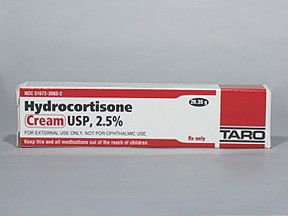 NDC 51672-3003-2
Hydrocortisone
28.35 g
Cream USP, 2.5%
FOR EXTERNAL USE ONLY. NOT FOR OPHTHALMIC USE.
Rx only
TARO
Keep this and all medications out of the reach of children.